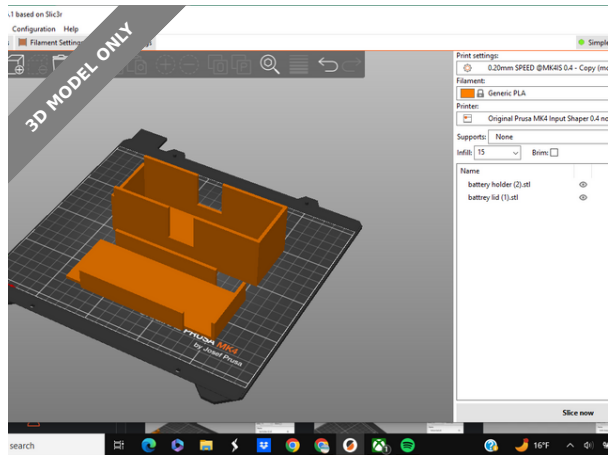 .1 based on Slic3r
Configuration Help
Filament Settings
Simple
3D MODEL ONLY
Print settings:
0.20mm SPEED @MK4IS 0.4 - Copy (mo
Filament:
Generic PLA
Printer:
Original Prusa MK4 Input Shaper 0.4 no
Supports: None
Infill: 15 Brim:
Name
battery holder (2).stl
battrey lid (1).stl
PRUSA MK4
by Josef Prusa
Slice now
search
16°F